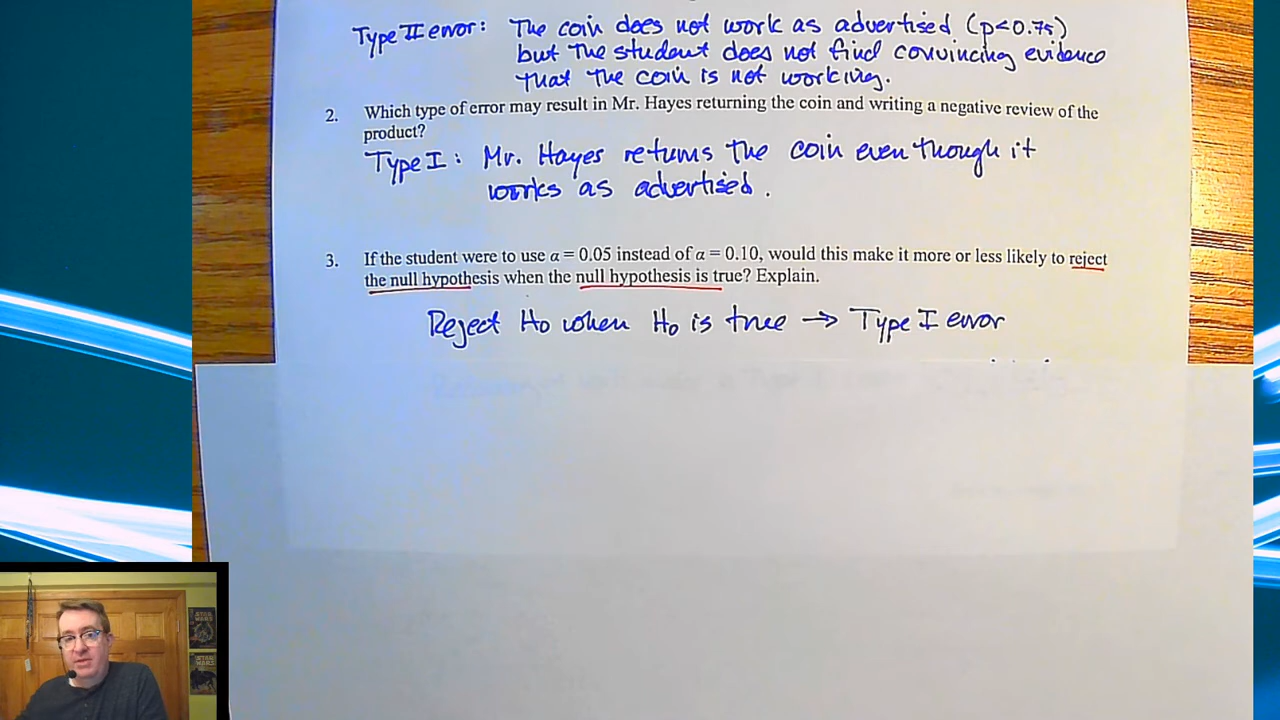 Type II error: The coin does not work as advertised (p<0.75)
but the student does not find convincing evidence
that the coin is not working.
2. Which type of error may result in Mr. Hayes returning the coin and writing a negative review of the
product?
Type I: Mr. Hayes returns the coin even though it
works as advertised.
3. If the student were to use α = 0.05 instead of α = 0.10, would this make it more or less likely to reject
the null hypothesis when the null hypothesis is true? Explain.
Reject Ho when Ho is true → Type I error
STAR
WARS
STAR
WARS